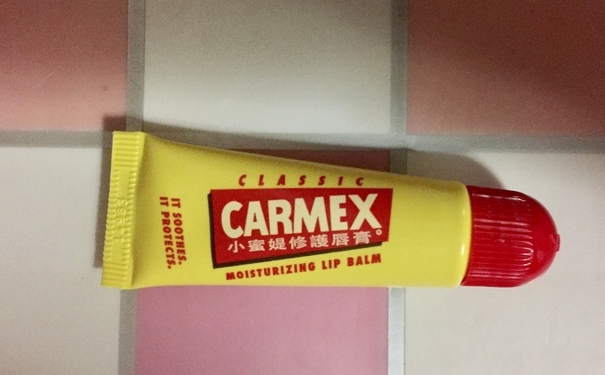 CLASSIC
CARMEX
小蜜媞修護唇膏
MOISTURIZING LIP BALM
IT SOOTHES.
IT PROTECTS.